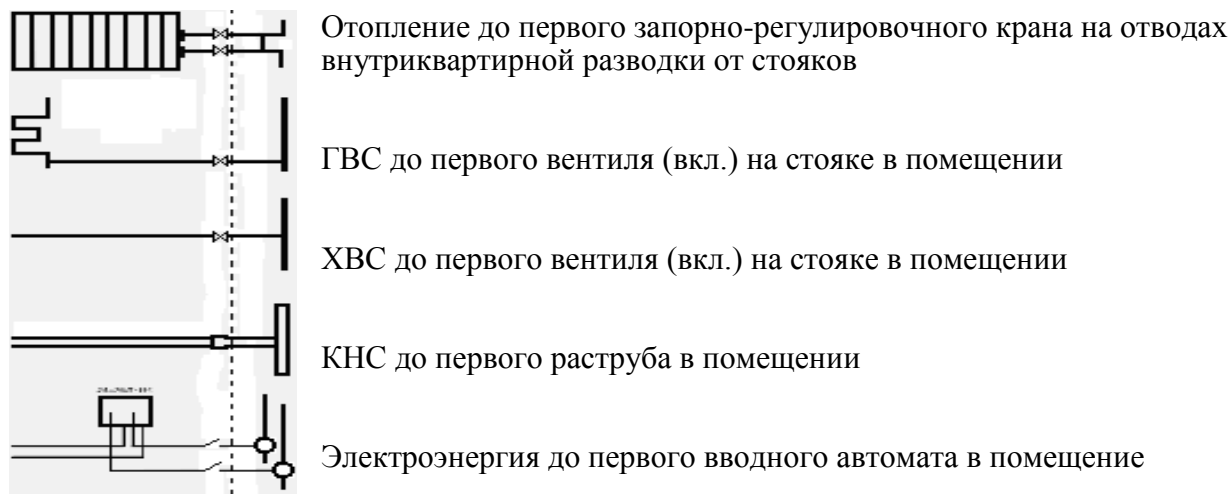 Отопление до первого запорно-регулировочного крана на отводах
внутриквартирной разводки от стояков
ГВС до первого вентиля (вкл.) на стояке в помещении
ХВС до первого вентиля (вкл.) на стояке в помещении
КНС до первого раструба в помещении
Электроэнергия до первого вводного автомата в помещение